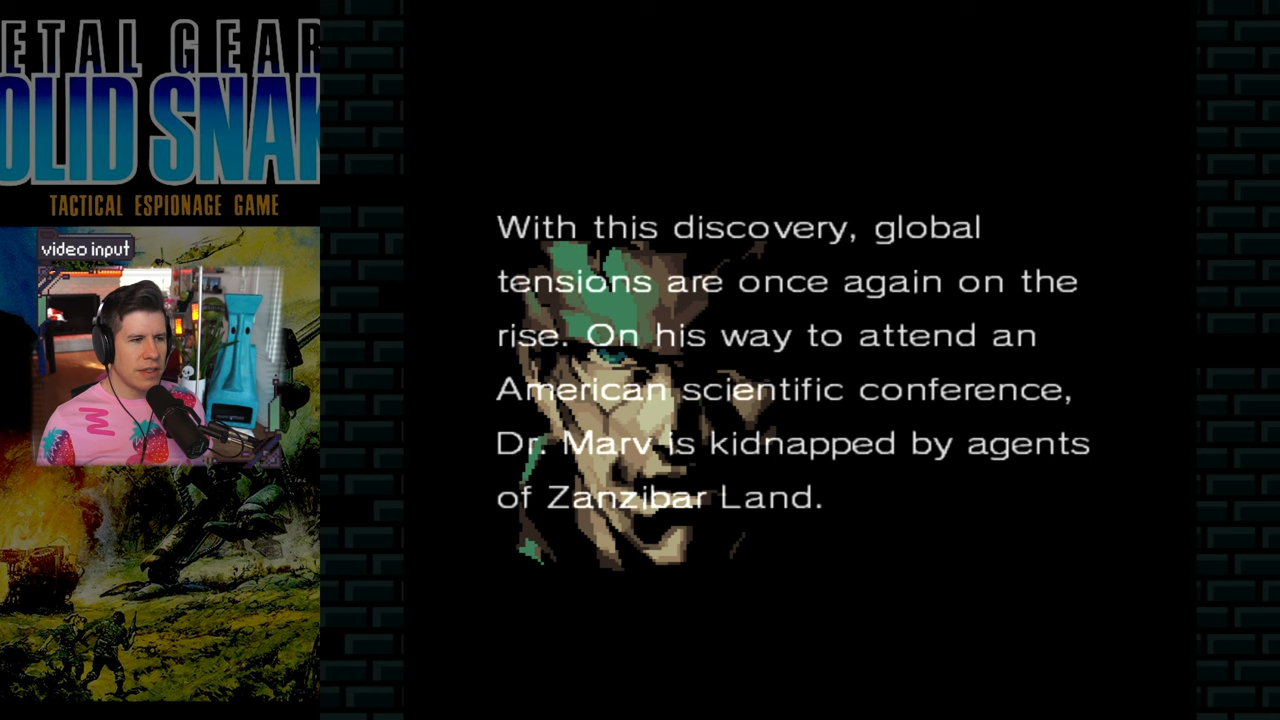 ETAL GEAR
OLID SNAK
TACTICAL ESPIONAGE GAME
video input
With this discovery, global
tensions are once again on the
rise. On his way to attend an
American scientific conference,
Dr. Marv is kidnapped by agents
of Zanzibar Land.